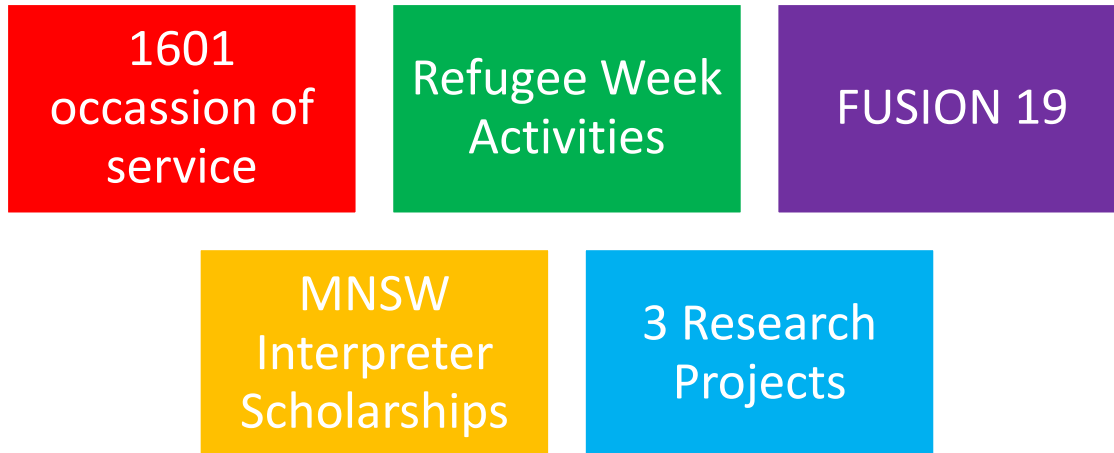 1601
occassion of
service
Refugee Week
Activities
FUSION 19
MNSW
Interpreter
Scholarships
3 Research
Projects